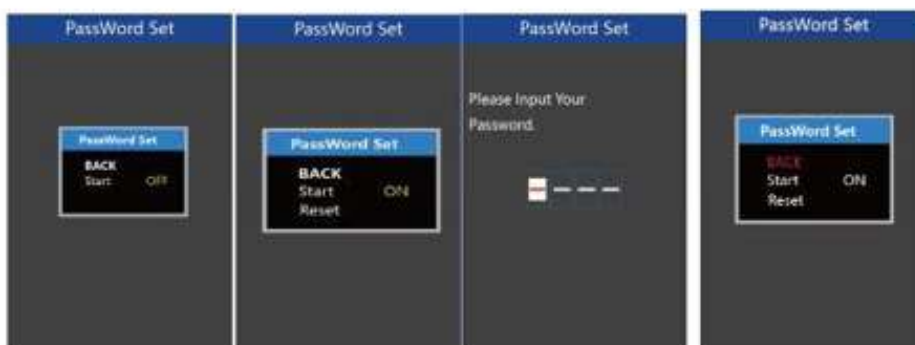 PassWord Set
PassWord Set
BACK
Start OFF
PassWord Set
PassWord Set
BACK
Start ON
Reset
PassWord Set
Please Input Your
Password.
PassWord Set
PassWord Set
BACK
Start ON
Reset